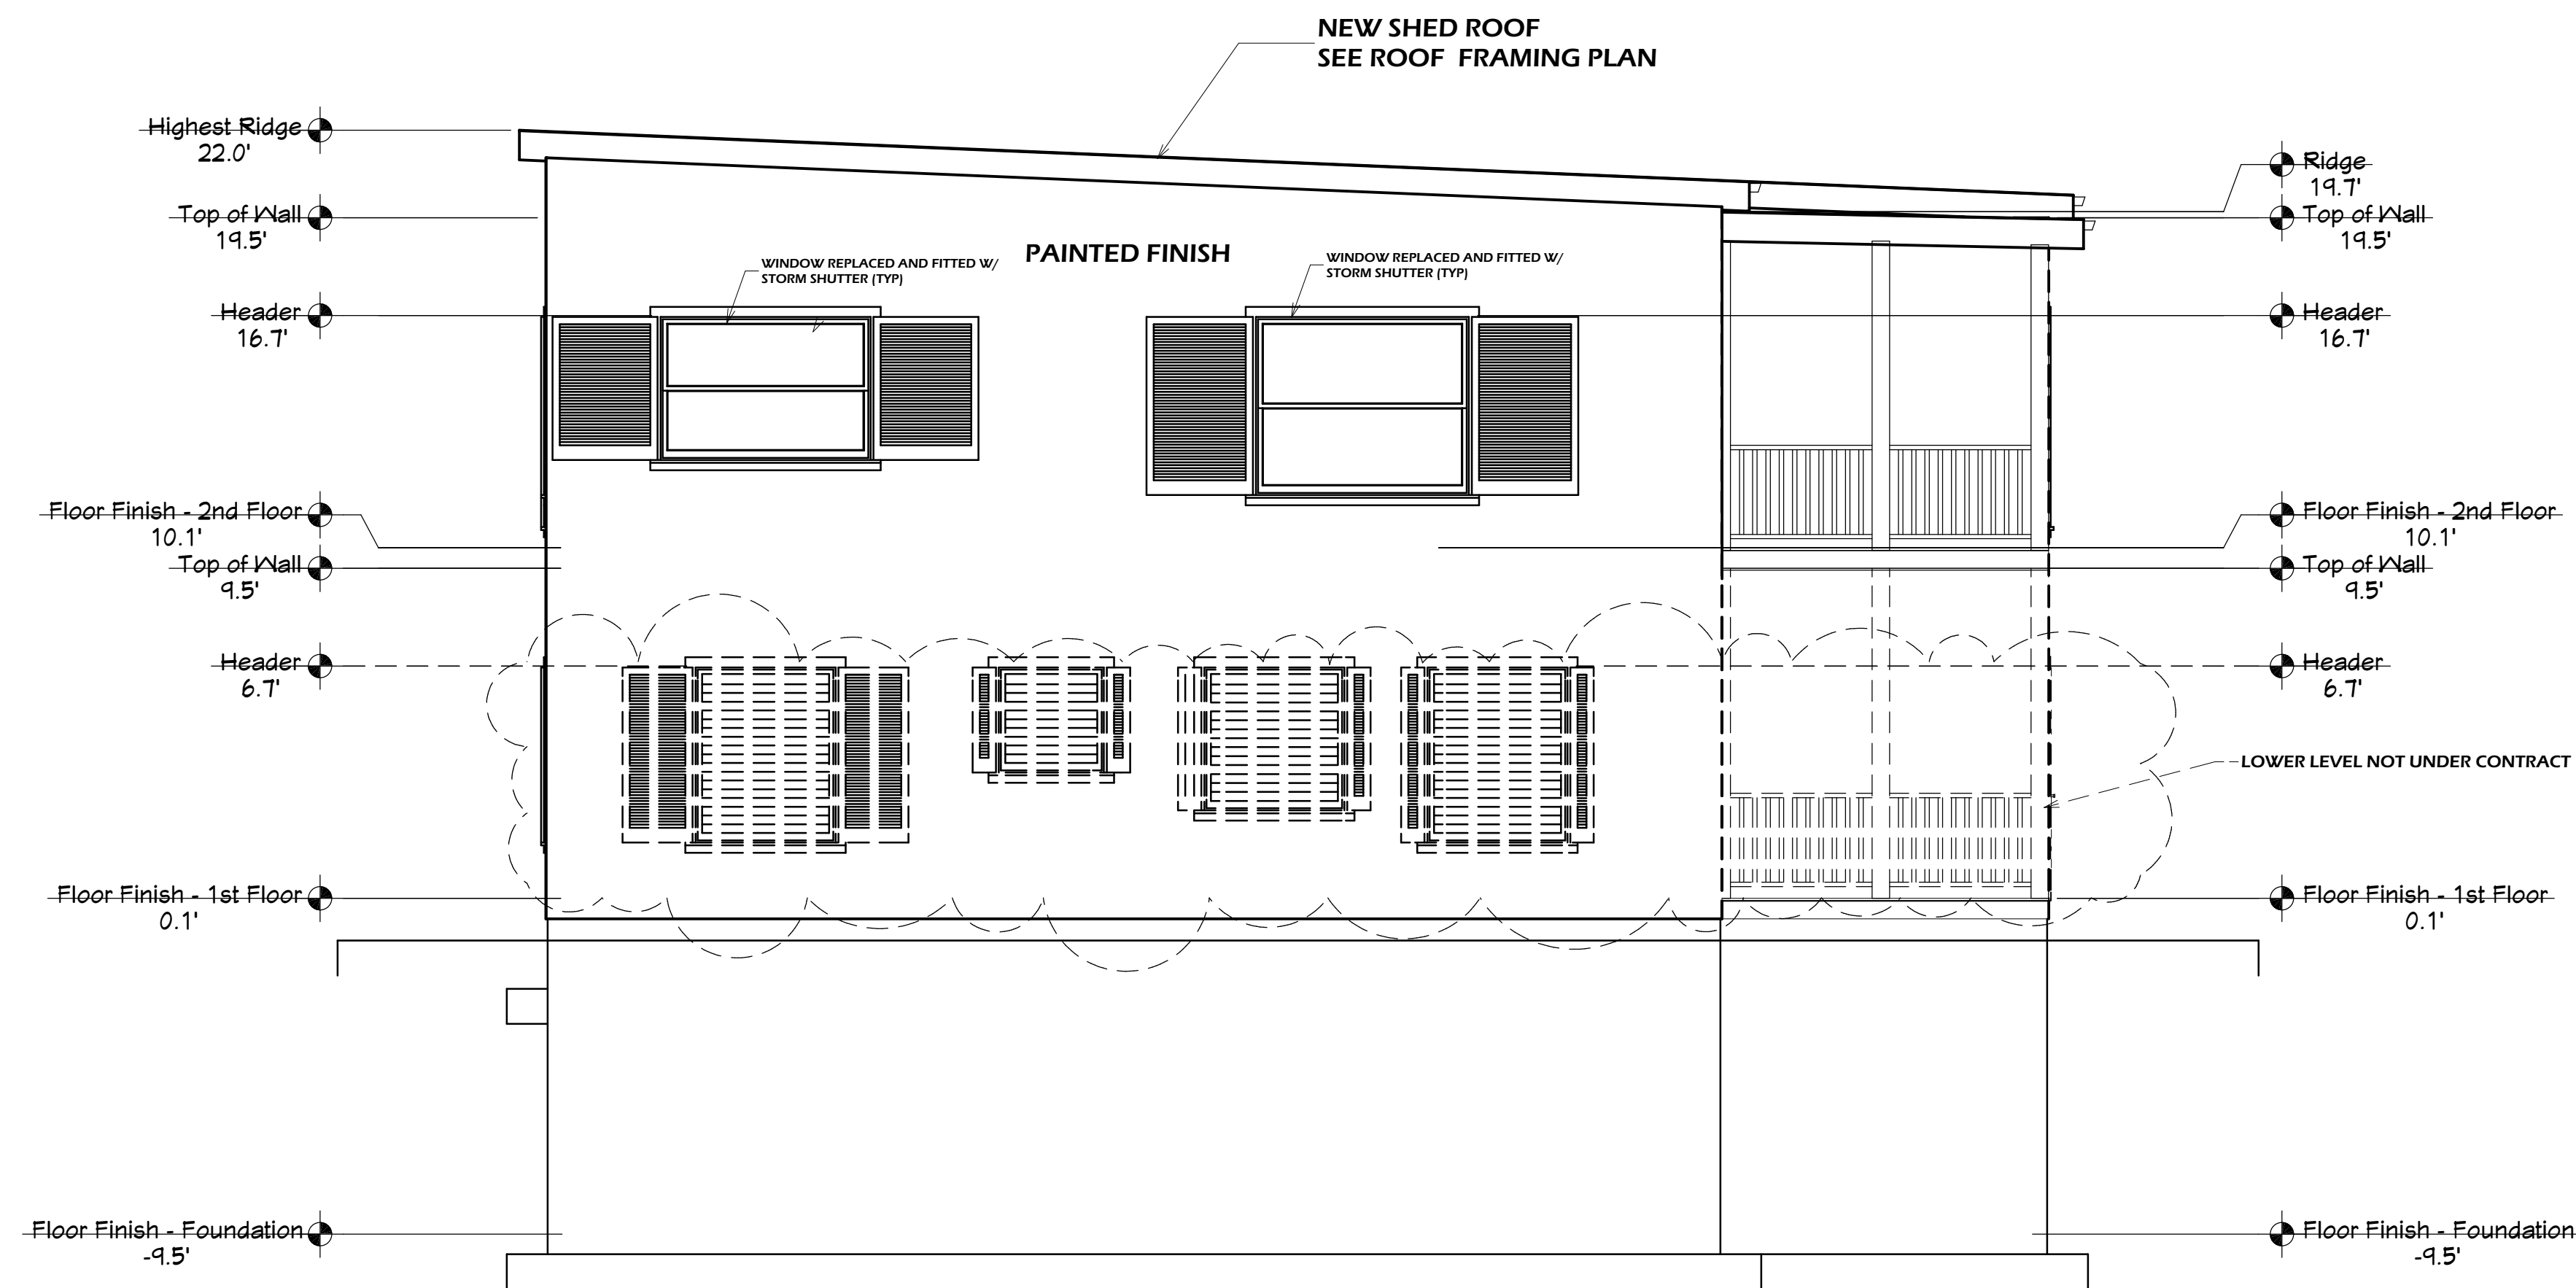 NEW SHED ROOF
SEE ROOF FRAMING PLAN
Highest Ridge
22.0'
Top of Wall
19.5'
Header
16.7'
Floor Finish - 2nd Floor
10.1'
Top of Wall
9.5'
Header
6.7'
Floor Finish - 1st Floor
0.1'
Floor Finish - Foundation
-9.5'
PAINTED FINISH
WINDOW REPLACED AND FITTED W/
STORM SHUTTER (TYP)
WINDOW REPLACED AND FITTED W/
STORM SHUTTER (TYP)
Ridge
19.7'
Top of Wall
19.5'
Header
16.7'
Floor Finish - 2nd Floor
10.1'
Top of Wall
9.5'
Header
6.7'
LOWER LEVEL NOT UNDER CONTRACT
Floor Finish - 1st Floor
0.1'
Floor Finish - Foundation
-9.5'